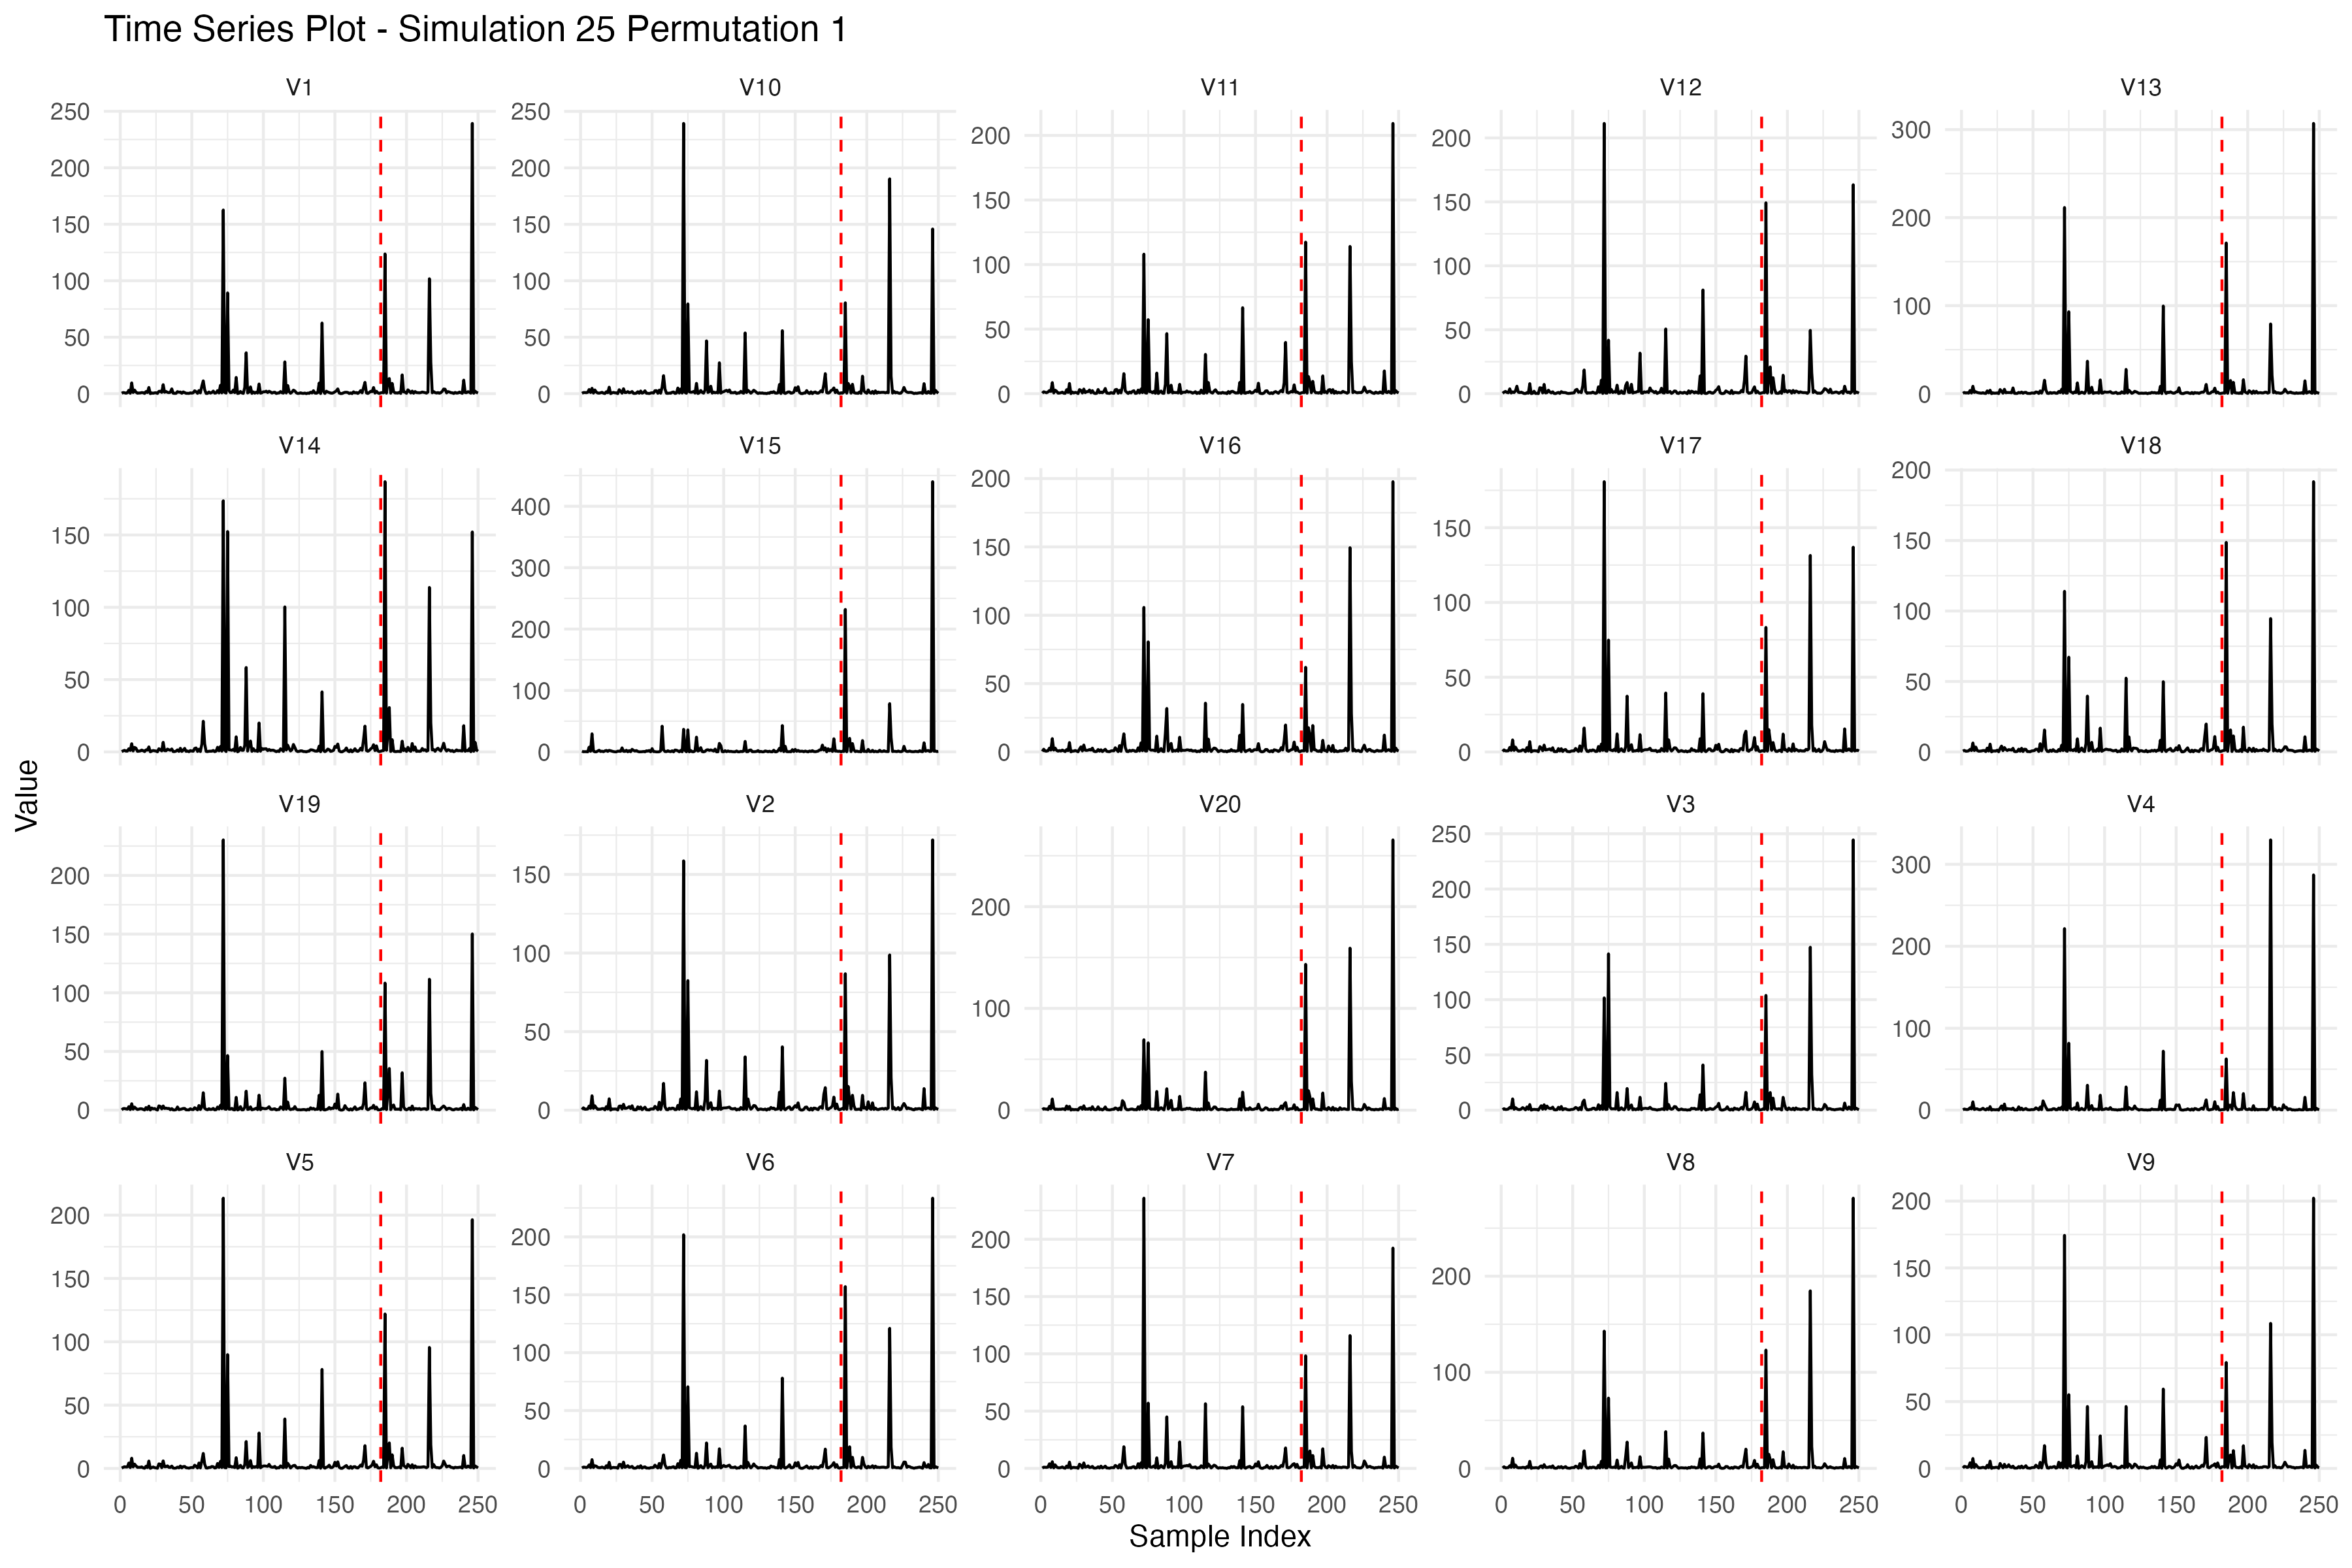 Time Series Plot - Simulation 25 Permutation 1
V1 V10 V11 V12 V13
250 200 150 100 50 0
250 200 150 100 50 0
200 150 100 50 0
200 150 100 50 0
300 200 100 0
V14 V15 V16 V17 V18
150 100 50 0
400 300 200 100 0
200 150 100 50 0
150 100 50 0
200 150 100 50 0
Value
V19 V2 V20 V3 V4
200 150 100 50 0
150 100 50 0
200 100 0
250 200 150 100 50 0
300 200 100 0
V5 V6 V7 V8 V9
200 150 100 50 0
200 150 100 50 0
200 150 100 50 0
200 100 0
200 150 100 50 0
0 50 100 150 200 250 0 50 100 150 200 250 0 50 100 150 200 250 0 50 100 150 200 250 0 50 100 150 200 250
Sample Index